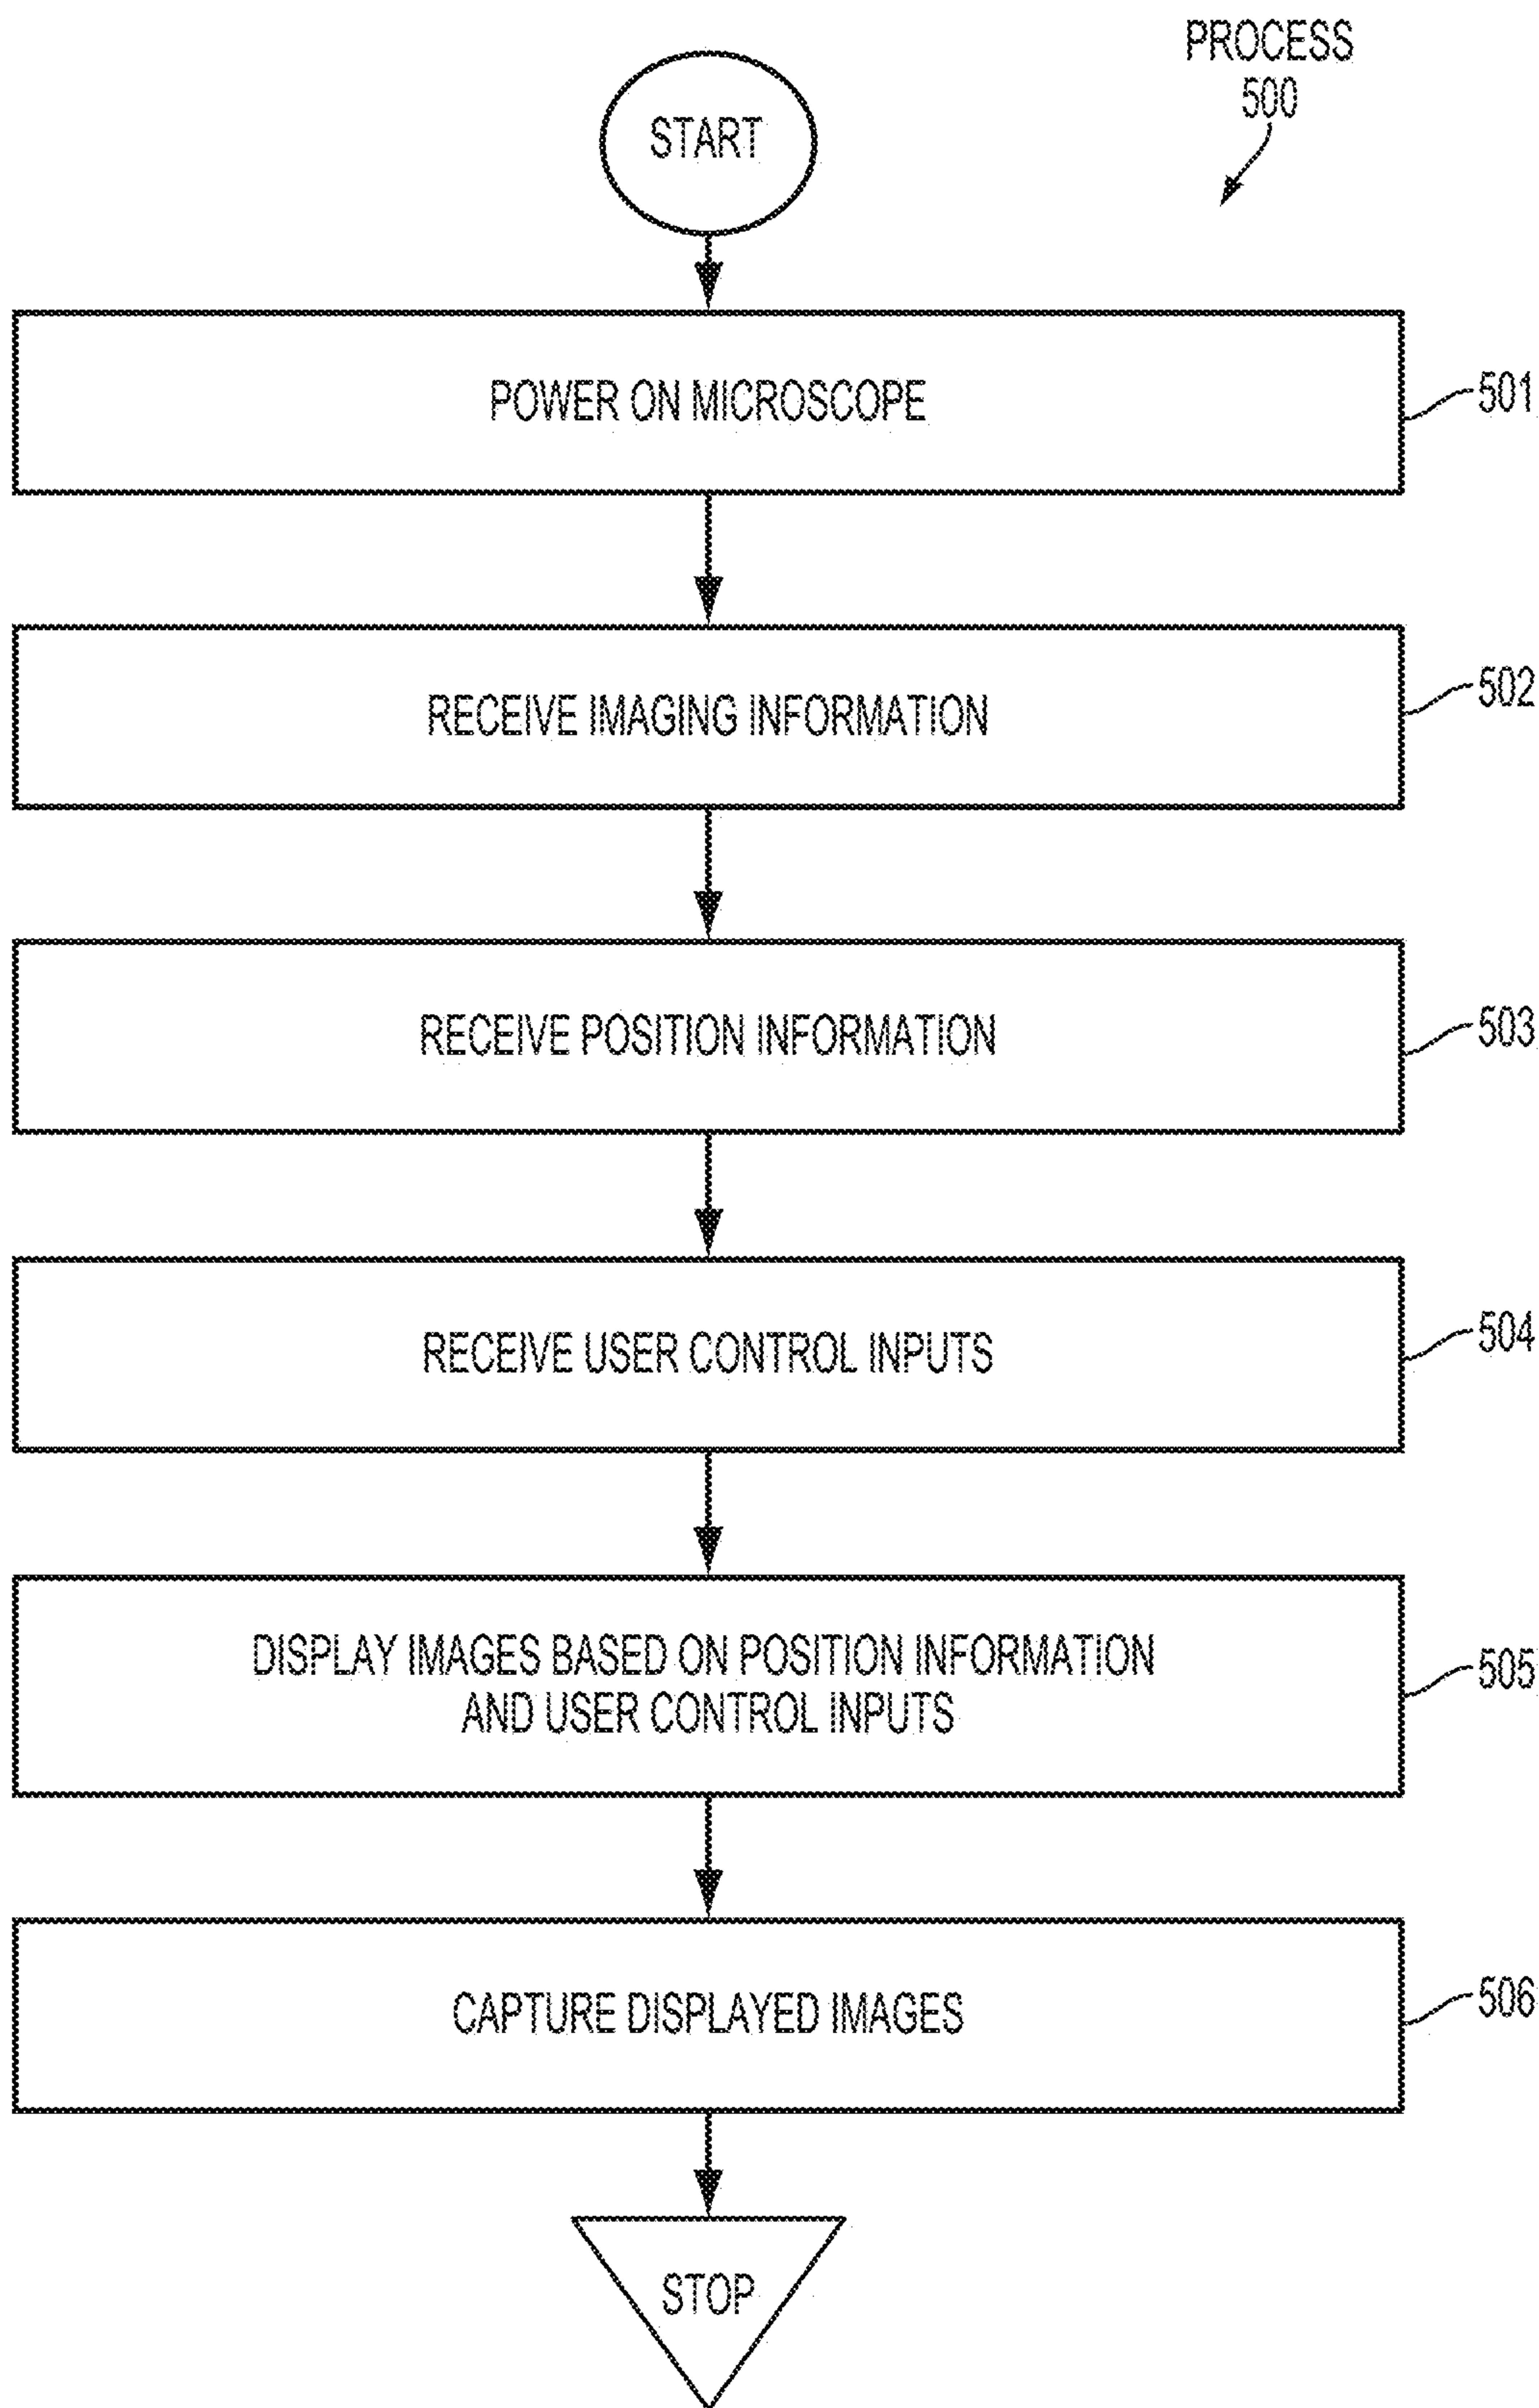 PROCESS
500
START
POWER ON MICROSCOPE
501
RECEIVE IMAGING INFORMATION
502
RECEIVE POSITION INFORMATION
503
RECEIVE USER CONTROL INPUTS
504
DISPLAY IMAGES BASED ON POSITION INFORMATION
AND USER CONTROL INPUTS
505
CAPTURE DISPLAYED IMAGES
506
STOP